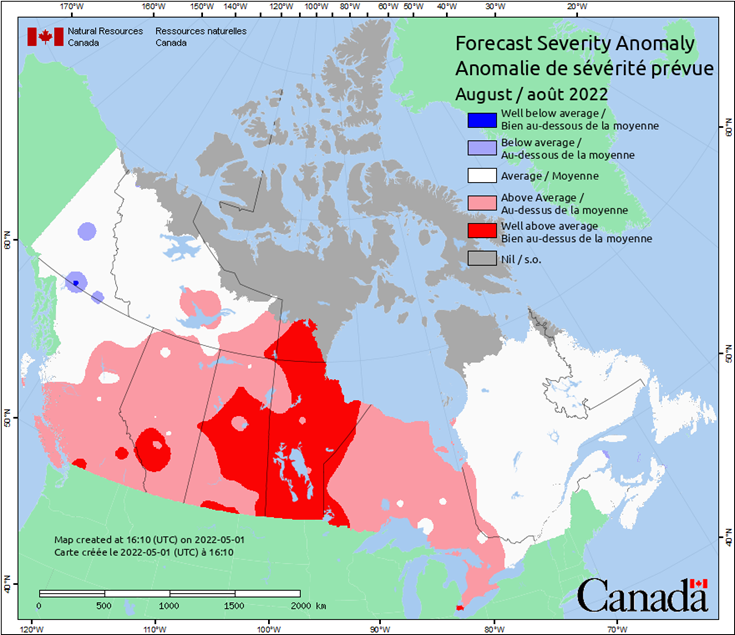 170°W 160°W 150°W 140°W 120°W 100°W 80°W 60°W 50°W 40°W 30°W 20°W
Natural Resources Ressources naturelles
Canada Canada
Forecast Severity Anomaly
Anomalie de sévérité prévue
August / août 2022
Well below average /
Bien au-dessous de la moyenne
Below average /
Au-dessous de la moyenne
Average / Moyenne
Above Average /
Au-dessus de la moyenne
Well above average
Bien au-dessus de la moyenne
Nil / s.o.
60°N
60°N
50°N
50°N
40°N
40°N
Map created at 16:10 (UTC) on 2022-05-01
Carte créée le 2022-05-01 (UTC) à 16:10
0 500 1000 1500 2000 km
Canada
120°W 110°W 100°W 90°W 80°W 70°W